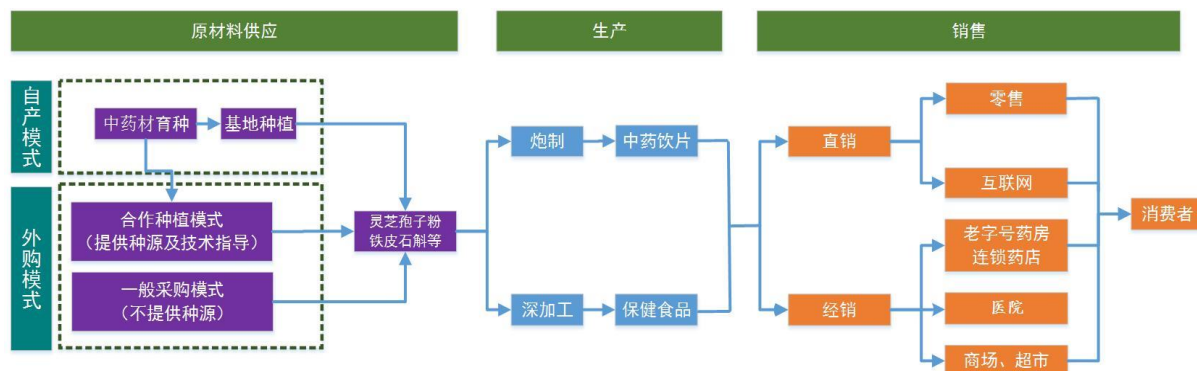 原材料供应
生产
销售
自产模式
中药材育种
基地种植
外购模式
合作种植模式
（提供种源及技术指导）
一般采购模式
（不提供种源）
灵芝孢子粉
铁皮石斛等
炮制
中药饮片
深加工
保健食品
直销
经销
零售
互联网
老字号药房
连锁药店
医院
商场、超市
消费者